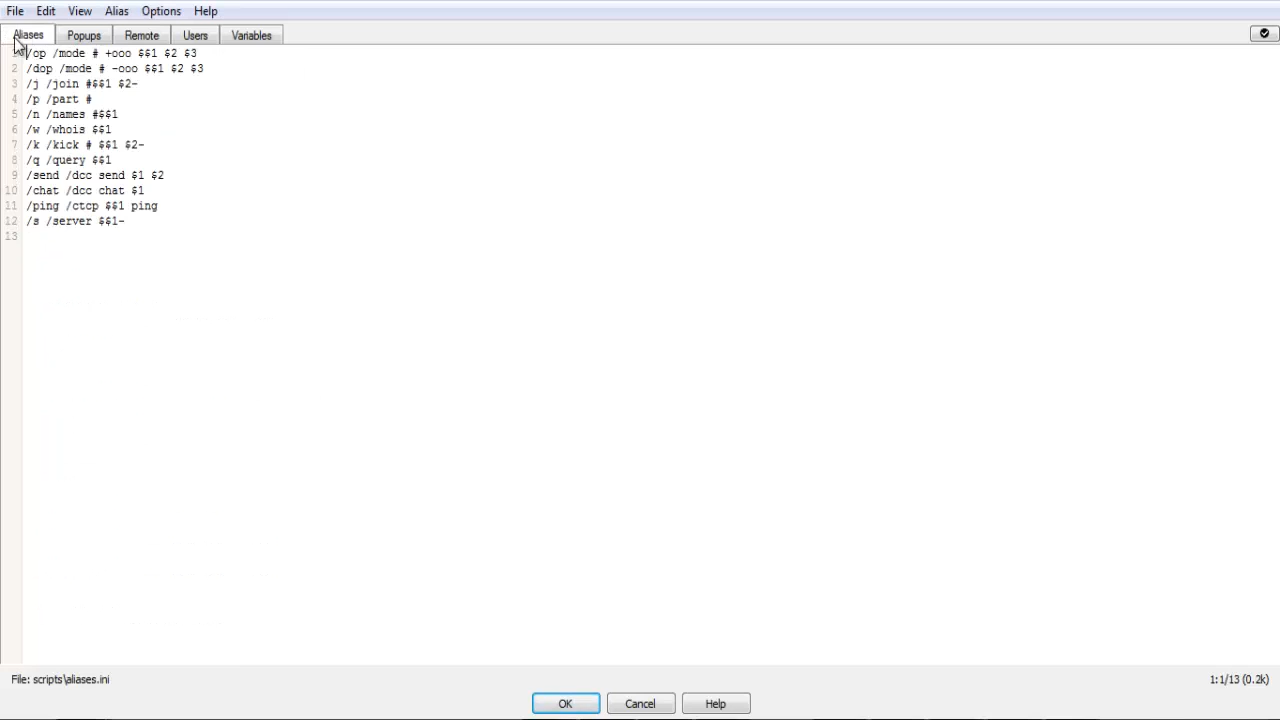 File Edit View Alias Options Help
Aliases Popups Remote Users Variables
1 /op /mode # +ooo $$1 $2 $3
2 /dop /mode # -ooo $$1 $2 $3
3 /j /join #$$1 $2-
4 /p /part #
5 /n /names #$$1
6 /w /whois $$1
7 /k /kick # $$1 $2-
8 /q /query $$1
9 /send /dcc send $1 $2
10 /chat /dcc chat $1
11 /ping /ctcp $$1 ping
12 /s /server $$1-
13
File: scripts\aliases.ini 1:1/13 (0.2k)
OK Cancel Help